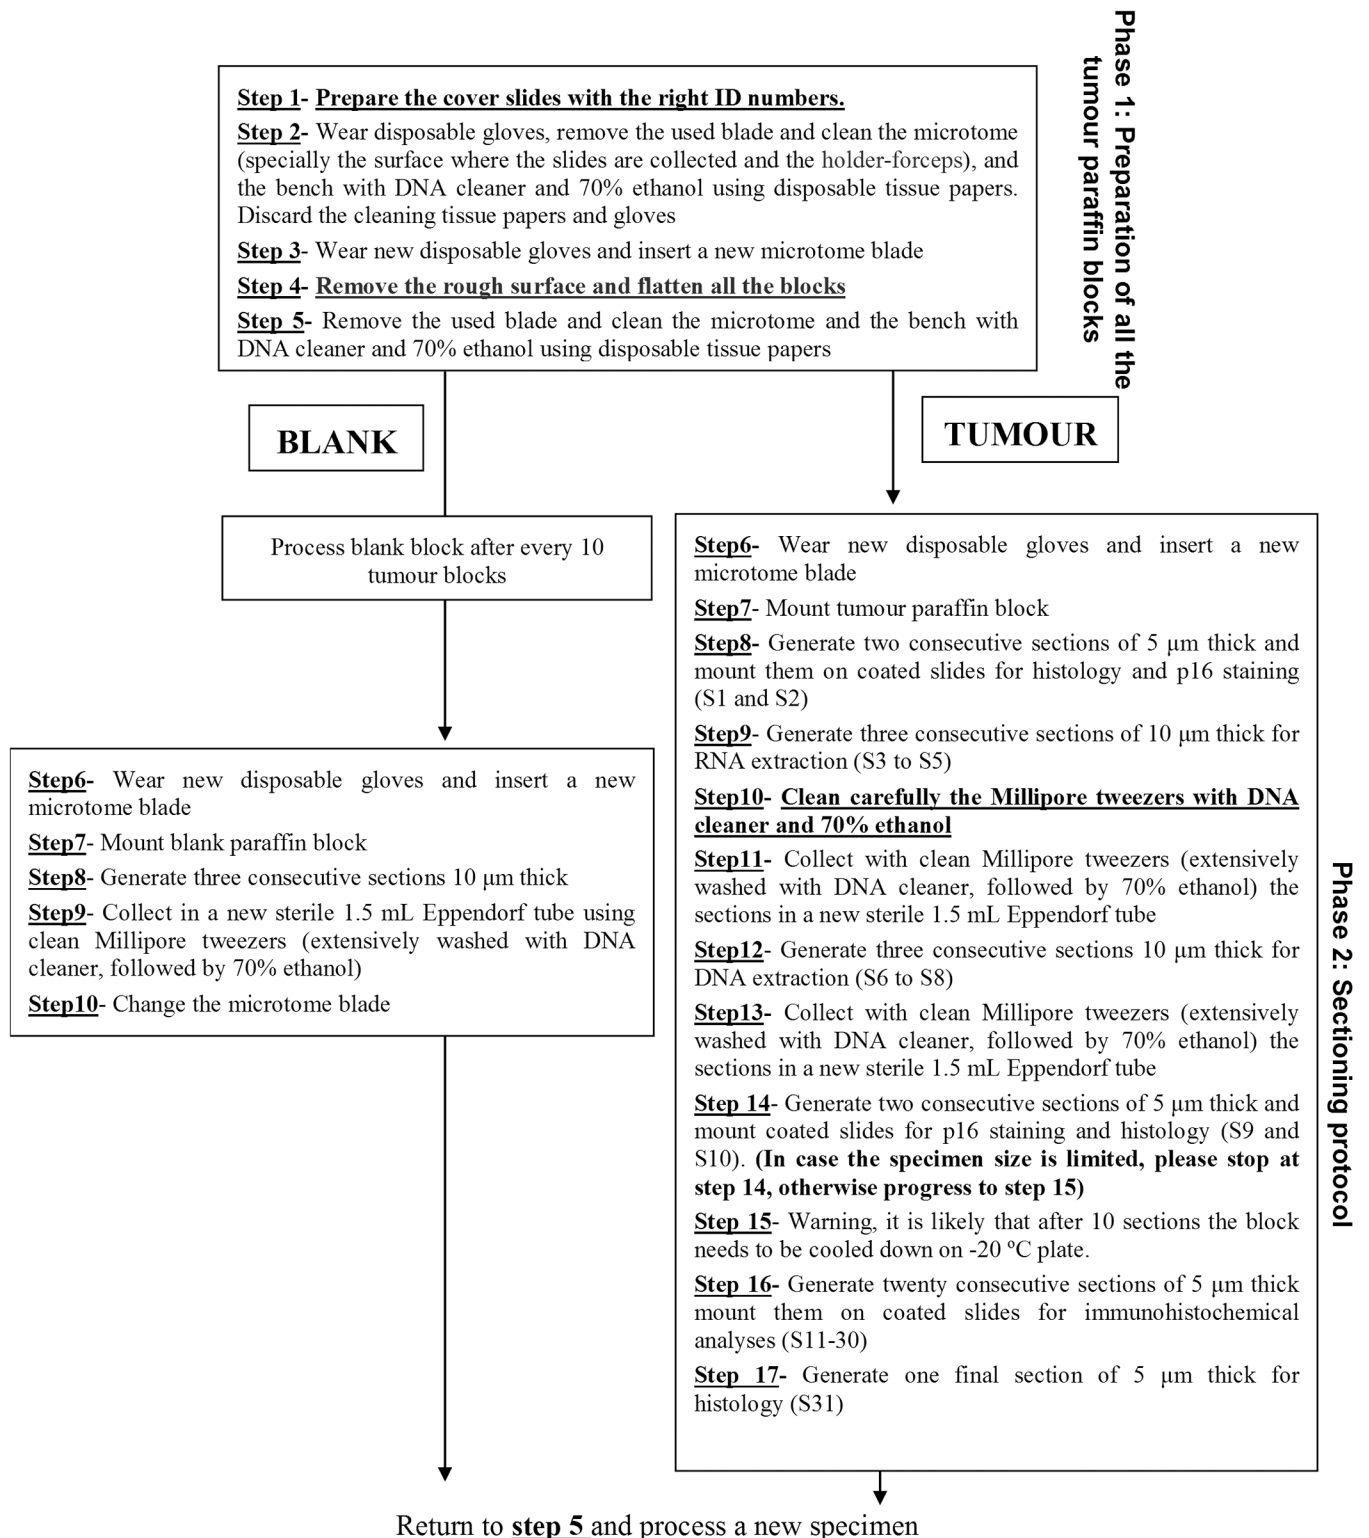 Phase 1: Preparation of all the
tumour paraffin blocks
Step 1- Prepare the cover slides with the right ID numbers.
Step 2- Wear disposable gloves, remove the used blade and clean the microtome
(specially the surface where the slides are collected and the holder-forceps), and
the bench with DNA cleaner and 70% ethanol using disposable tissue papers.
Discard the cleaning tissue papers and gloves
Step 3- Wear new disposable gloves and insert a new microtome blade
Step 4- Remove the rough surface and flatten all the blocks
Step 5- Remove the used blade and clean the microtome and the bench with
DNA cleaner and 70% ethanol using disposable tissue papers
BLANK
Process blank block after every 10
tumour blocks
Step6- Wear new disposable gloves and insert a new
microtome blade
Step7- Mount blank paraffin block
Step8- Generate three consecutive sections 10 µm thick
Step9- Collect in a new sterile 1.5 mL Eppendorf tube using
clean Millipore tweezers (extensively washed with DNA
cleaner, followed by 70% ethanol)
Step10- Change the microtome blade
TUMOUR
Step6- Wear new disposable gloves and insert a new
microtome blade
Step7- Mount tumour paraffin block
Step8- Generate two consecutive sections of 5 µm thick and
mount them on coated slides for histology and p16 staining
(S1 and S2)
Step9- Generate three consecutive sections of 10 µm thick for
RNA extraction (S3 to S5)
Step10- Clean carefully the Millipore tweezers with DNA
cleaner and 70% ethanol
Step11- Collect with clean Millipore tweezers (extensively
washed with DNA cleaner, followed by 70% ethanol) the
sections in a new sterile 1.5 mL Eppendorf tube
Step12- Generate three consecutive sections 10 µm thick for
DNA extraction (S6 to S8)
Step13- Collect with clean Millipore tweezers (extensively
washed with DNA cleaner, followed by 70% ethanol) the
sections in a new sterile 1.5 mL Eppendorf tube
Step 14- Generate two consecutive sections of 5 µm thick and
mount coated slides for p16 staining and histology (S9 and
S10). (In case the specimen size is limited, please stop at
step 14, otherwise progress to step 15)
Step 15- Warning, it is likely that after 10 sections the block
needs to be cooled down on -20 ºC plate.
Step 16- Generate twenty consecutive sections of 5 µm thick
mount them on coated slides for immunohistochemical
analyses (S11-30)
Step 17- Generate one final section of 5 µm thick for
histology (S31)
Phase 2: Sectioning protocol
Return to step 5 and process a new specimen